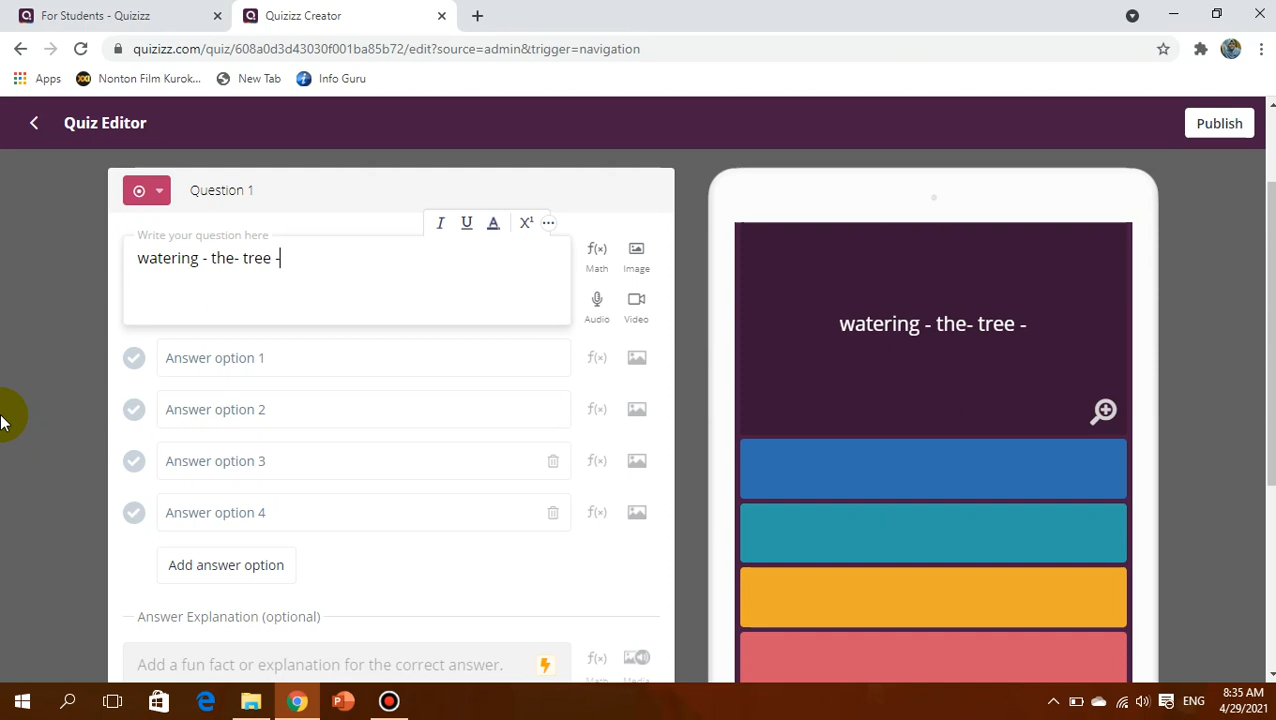 For Students - Quizizz
Quizizz Creator
quizizz.com/quiz/608a0d3d43030f001ba85b72/edit?source=admin&trigger=navigation
Apps
Nonton Film Kurok...
New Tab
Info Guru
Quiz Editor
Publish
Question 1
I U A X¹ ...
Write your question here
watering - the- tree -
f(x)
Math
Image
Audio
Video
watering - the- tree -
Answer option 1
f(x)
Answer option 2
f(x)
Answer option 3
f(x)
Answer option 4
f(x)
Add answer option
Answer Explanation (optional)
Add a fun fact or explanation for the correct answer.
f(x)
ENG
8:35 AM
4/29/2021